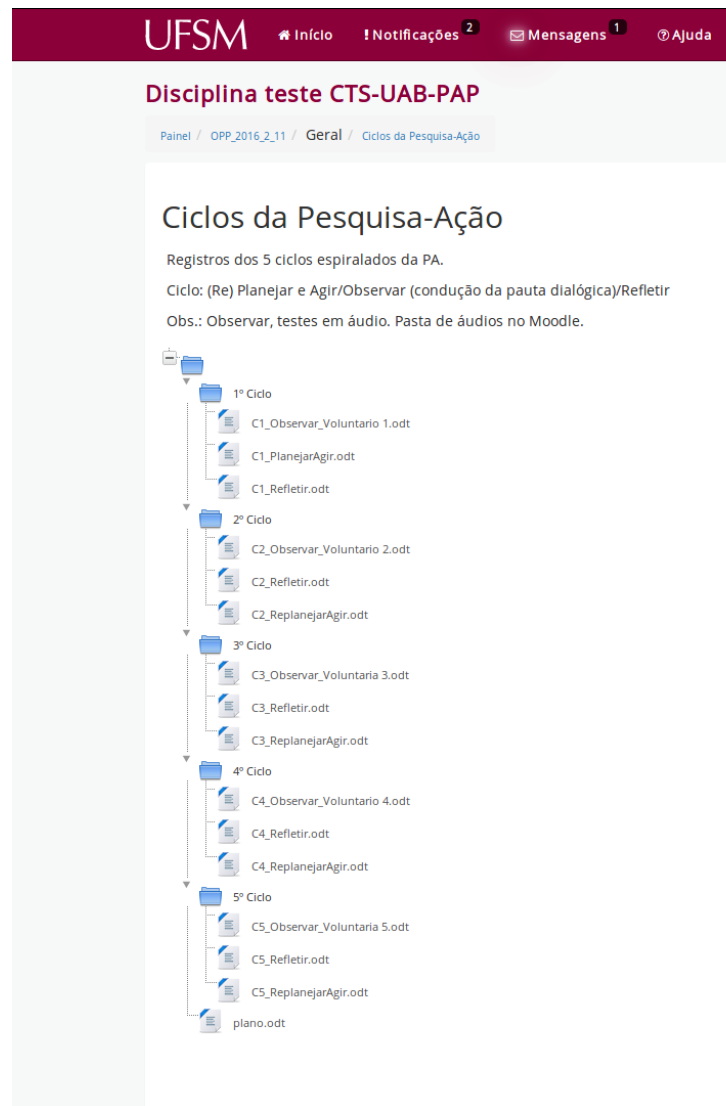 UFSM Início Notificações 2 Mensagens 1 Ajuda
Disciplina teste CTS-UAB-PAP
Painel / OPP_2016_2_11 / Geral / Ciclos da Pesquisa-Ação
Ciclos da Pesquisa-Ação
Registros dos 5 ciclos espiralados da PA.
Ciclo: (Re) Planejar e Agir/Observar (condução da pauta dialógica)/Refletir
Obs.: Observar, testes em áudio. Pasta de áudios no Moodle.
1º Ciclo
C1_Observar_Voluntario 1.odt
C1_PlanejarAgir.odt
C1_Refletir.odt
2º Ciclo
C2_Observar_Voluntario 2.odt
C2_Refletir.odt
C2_ReplanejarAgir.odt
3º Ciclo
C3_Observar_Voluntaria 3.odt
C3_Refletir.odt
C3_ReplanejarAgir.odt
4º Ciclo
C4_Observar_Voluntario 4.odt
C4_Refletir.odt
C4_ReplanejarAgir.odt
5º Ciclo
C5_Observar_Voluntaria 5.odt
C5_Refletir.odt
C5_ReplanejarAgir.odt
plano.odt